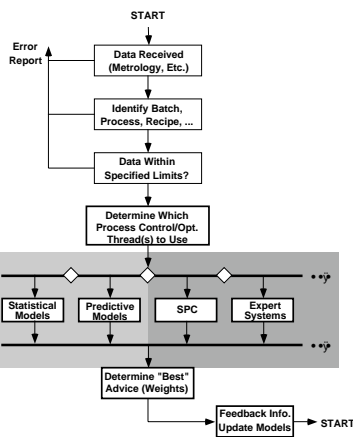 START
Error
Report
Data Received
(Metrology, Etc.)
Identify Batch,
Process, Recipe, ...
Data Within
Specified Limits?
Determine Which
Process Control/Opt.
Thread(s) to Use
Statistical
Models
Predictive
Models
SPC
Expert
Systems
Determine "Best"
Advice (Weights)
Feedback Info.
Update Models
START